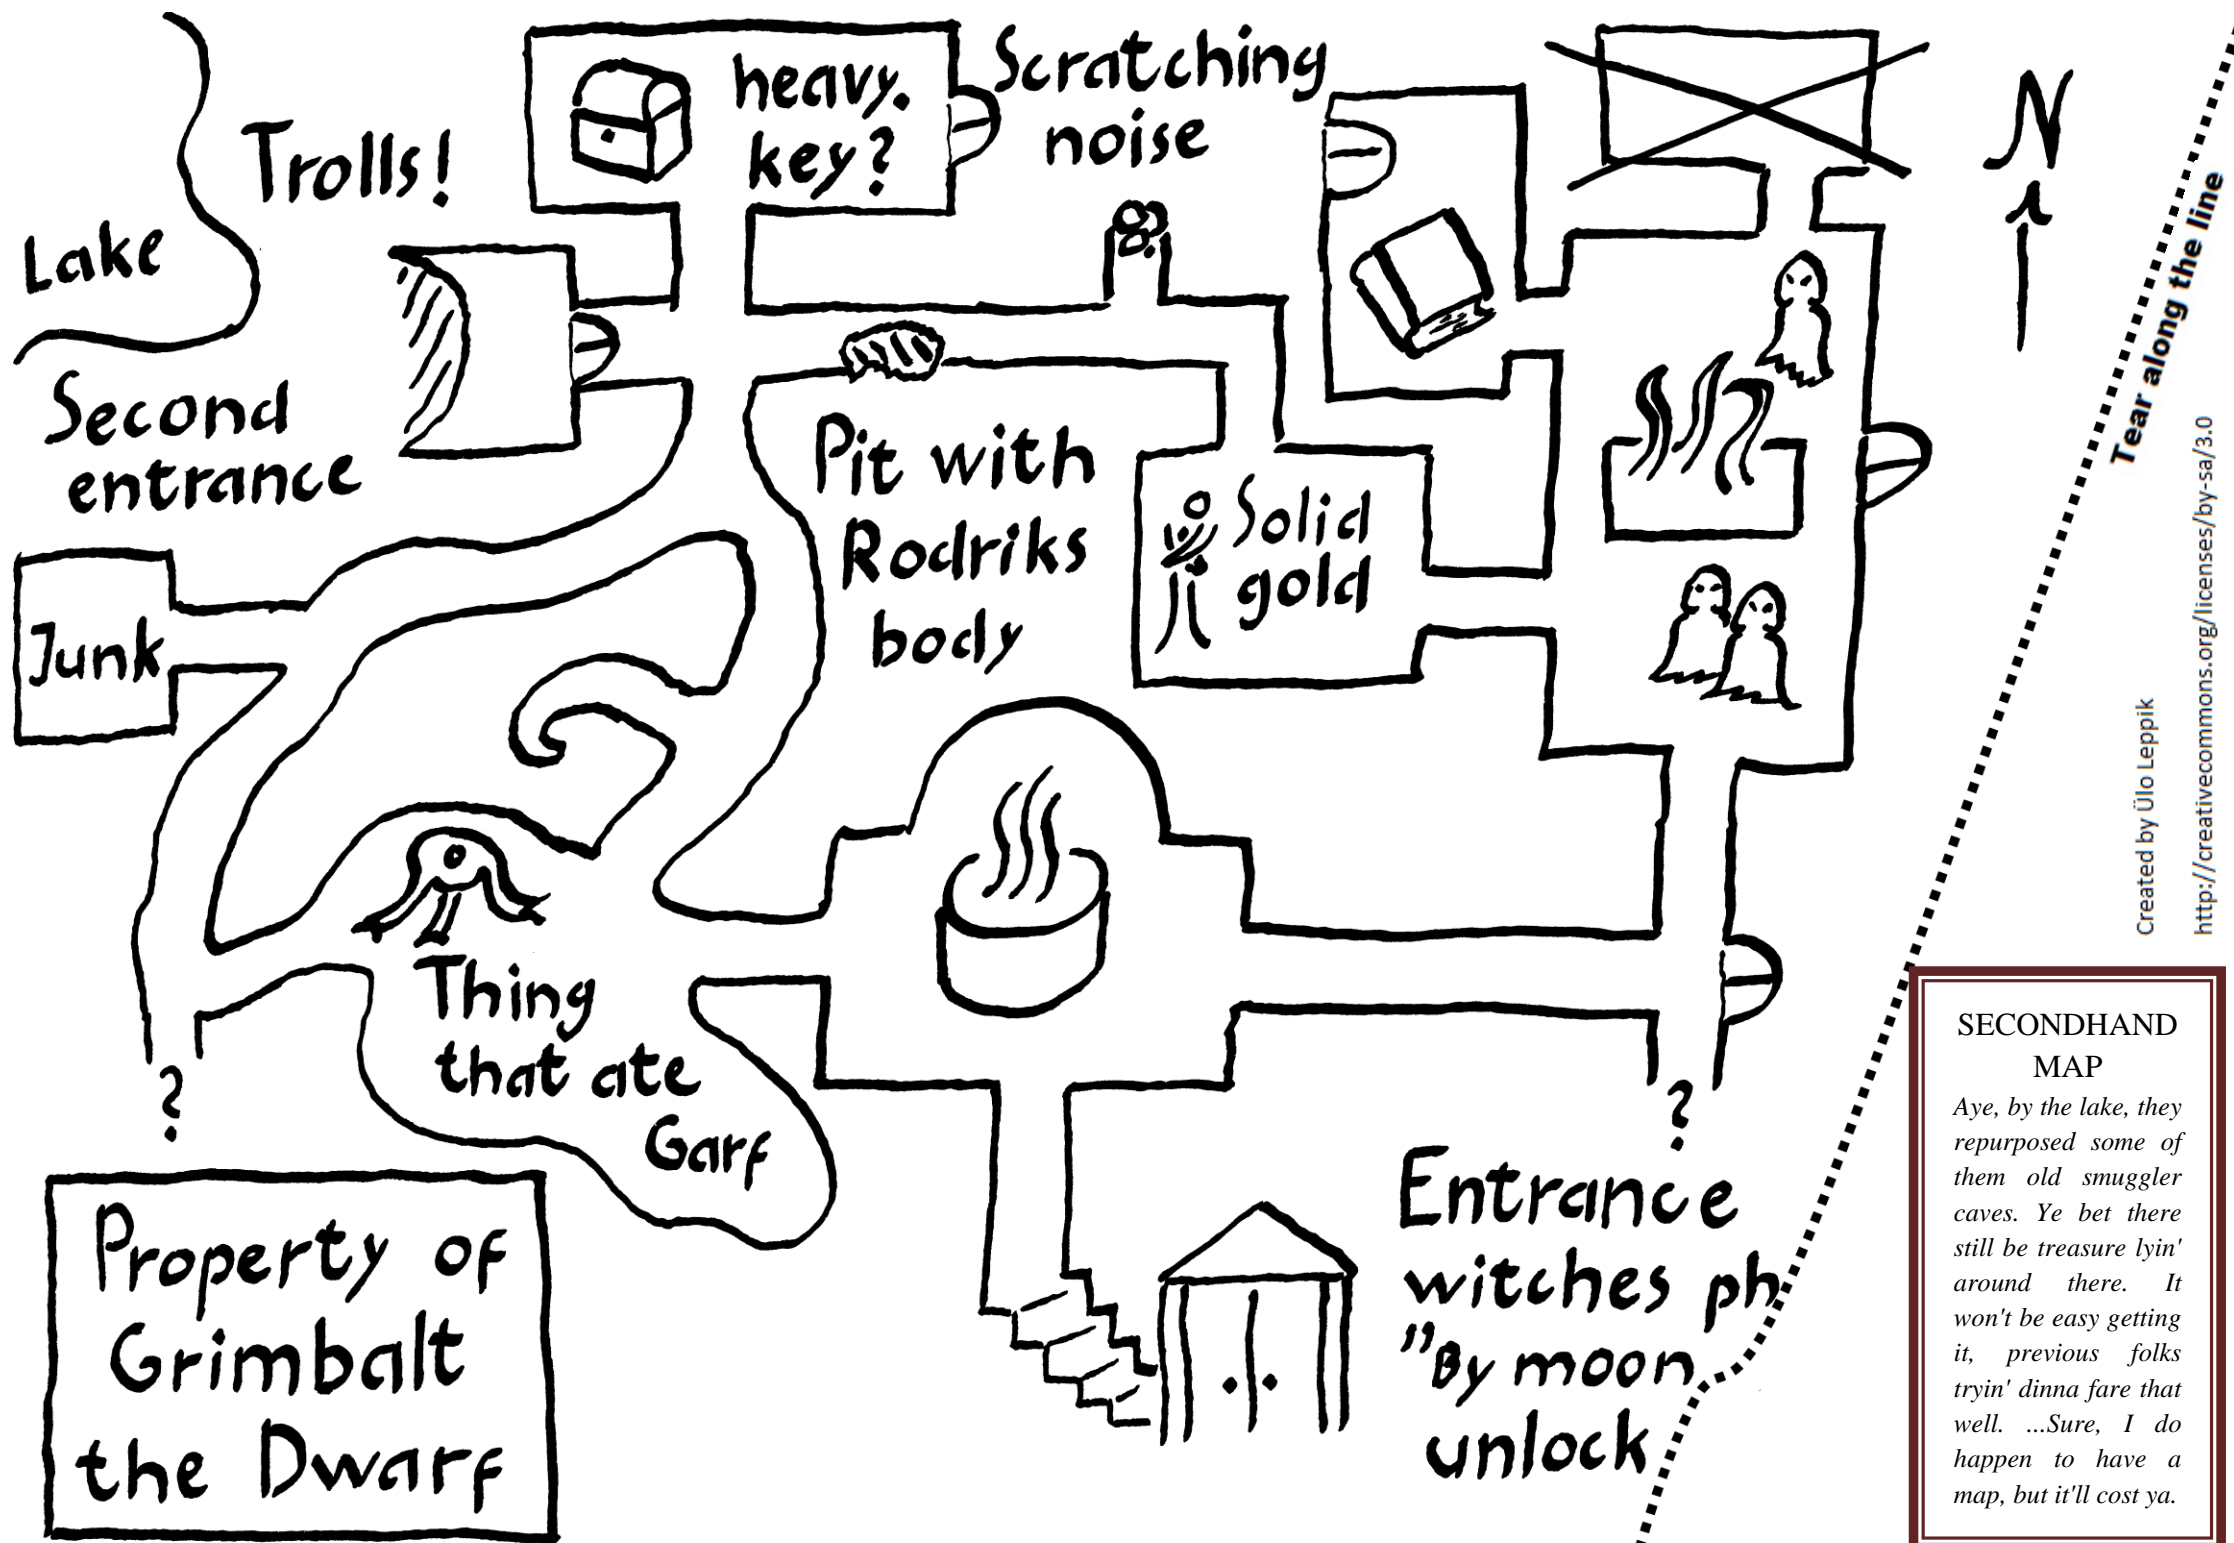 Trolls!
heavy.
key?
Scratching
noise
N
Lake
Second
entrance
Junk
Pit with
Rodriks
body
Solid
gold
Thing
that ate
Garf
?
?
Property of
Grimbalt
the Dwarf
Entrance
witches ph
"By moon
unlock
Tear along the line
Created by Ülo Leppik
http://creativecommons.org/licenses/by-sa/3.0
SECONDHAND
MAP
Aye, by the lake, they
repurposed some of
them old smuggler
caves. Ye bet there
still be treasure lyin'
around there. It
won't be easy getting
it, previous folks
tryin' dinna fare that
well. ...Sure, I do
happen to have a
map, but it'll cost ya.